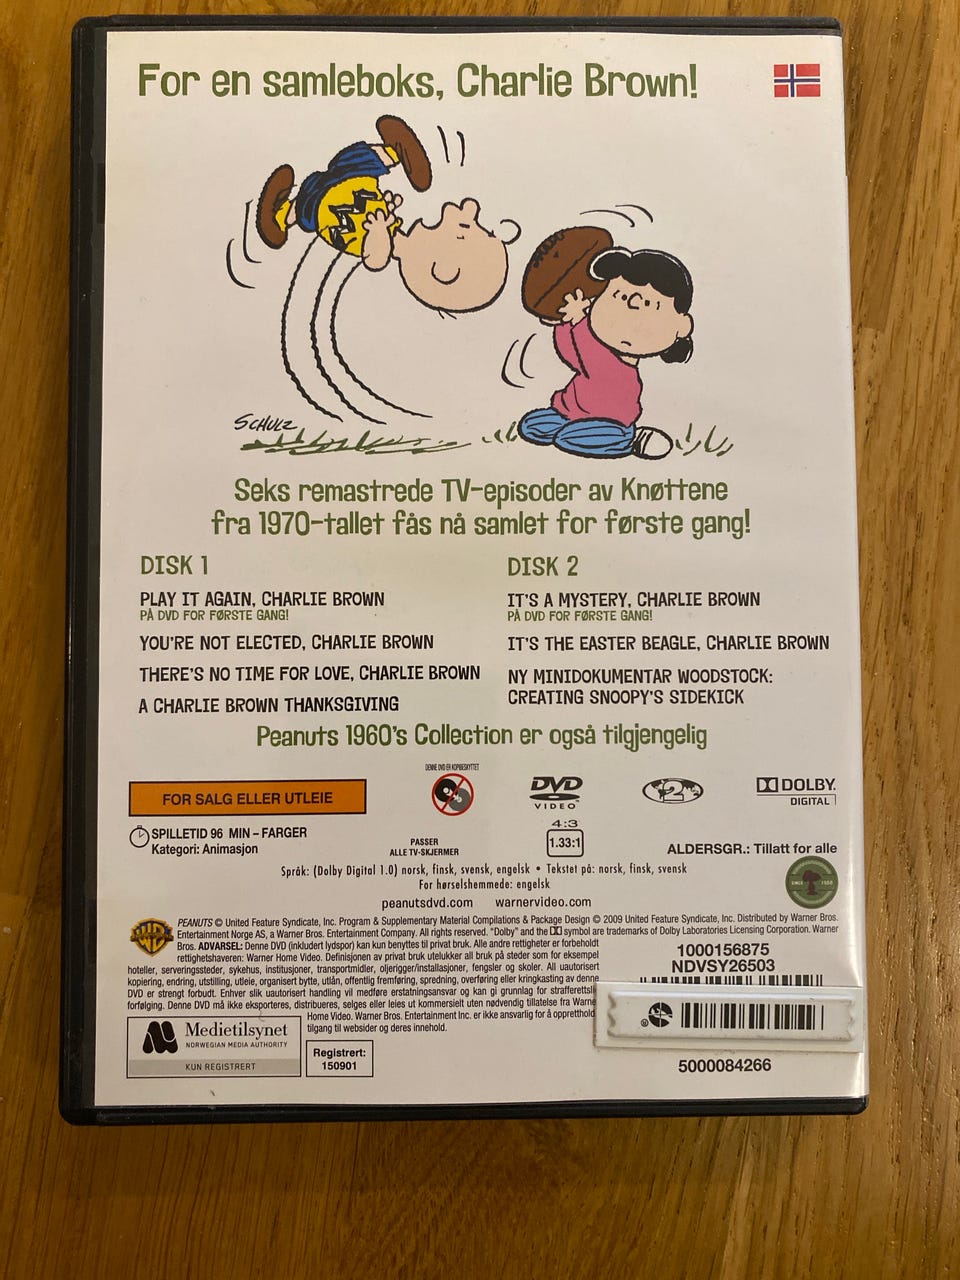 For en samleboks, Charlie Brown!
SCHULZ
Seks remastrede TV-episoder av Knøttene
fra 1970-tallet fås nå samlet for første gang!
DISK 1
PLAY IT AGAIN, CHARLIE BROWN
PÅ DVD FOR FØRSTE GANG!
YOU'RE NOT ELECTED, CHARLIE BROWN
THERE'S NO TIME FOR LOVE, CHARLIE BROWN
A CHARLIE BROWN THANKSGIVING
DISK 2
IT'S A MYSTERY, CHARLIE BROWN
PÅ DVD FOR FØRSTE GANG!
IT'S THE EASTER BEAGLE, CHARLIE BROWN
NY MINIDOKUMENTAR WOODSTOCK:
CREATING SNOOPY'S SIDEKICK
Peanuts 1960's Collection er også tilgjengelig
FOR SALG ELLER UTLEIE
DENNE DVD ER KOPIBESKYTTET
DVD
VIDEO
2
DOLBY
DIGITAL
SPILLETID 96 MIN – FARGER
Kategori: Animasjon
PASSER
ALLE TV-SKJERMER
4:3
1.33:1
ALDERSGR.: Tillatt for alle
Språk: (Dolby Digital 1.0) norsk, finsk, svensk, engelsk • Tekstet på: norsk, finsk, svensk
For hørselshemmede: engelsk
peanutsdvd.com warnervideo.com
SINCE 1950
WB
PEANUTS © United Feature Syndicate, Inc. Program & Supplementary Material Compilations & Package Design © 2009 United Feature Syndicate, Inc. Distributed by Warner Bros.
Entertainment Norge AS, a Warner Bros. Entertainment Company. All rights reserved. "Dolby" and the symbol are trademarks of Dolby Laboratories Licensing Corporation. Warner
Bros. ADVARSEL: Denne DVD (inkludert lydspor) kan kun benyttes til privat bruk. Alle andre rettigheter er forbeholdt
rettighetshaveren: Warner Home Video. Definisjonen av privat bruk utelukker all bruk på steder som for eksempel
hoteller, serveringssteder, sykehus, institusjoner, transportmidler, oljerigger/installasjoner, fengsler og skoler. All uautorisert
kopiering, endring, utstilling, utleie, organisert bytte, utlån, offentlig fremføring, spredning, overføring eller kringkasting av denne
DVD er strengt forbudt. Enhver slik uautorisert handling vil medføre erstatningsansvar og kan gi grunnlag for strafferettslig
forfølging. Denne DVD må ikke eksporteres, distribueres, selges eller leies ut kommersielt uten nødvendig tillatelse fra Warner
Home Video. Warner Bros. Entertainment Inc. er ikke ansvarlig for å opprettholde
tilgang til websider og deres innehold.
1000156875
NDVSY26503
5000084266
Medietilsynet
NORWEGIAN MEDIA AUTHORITY
KUN REGISTRERT
Registrert:
150901